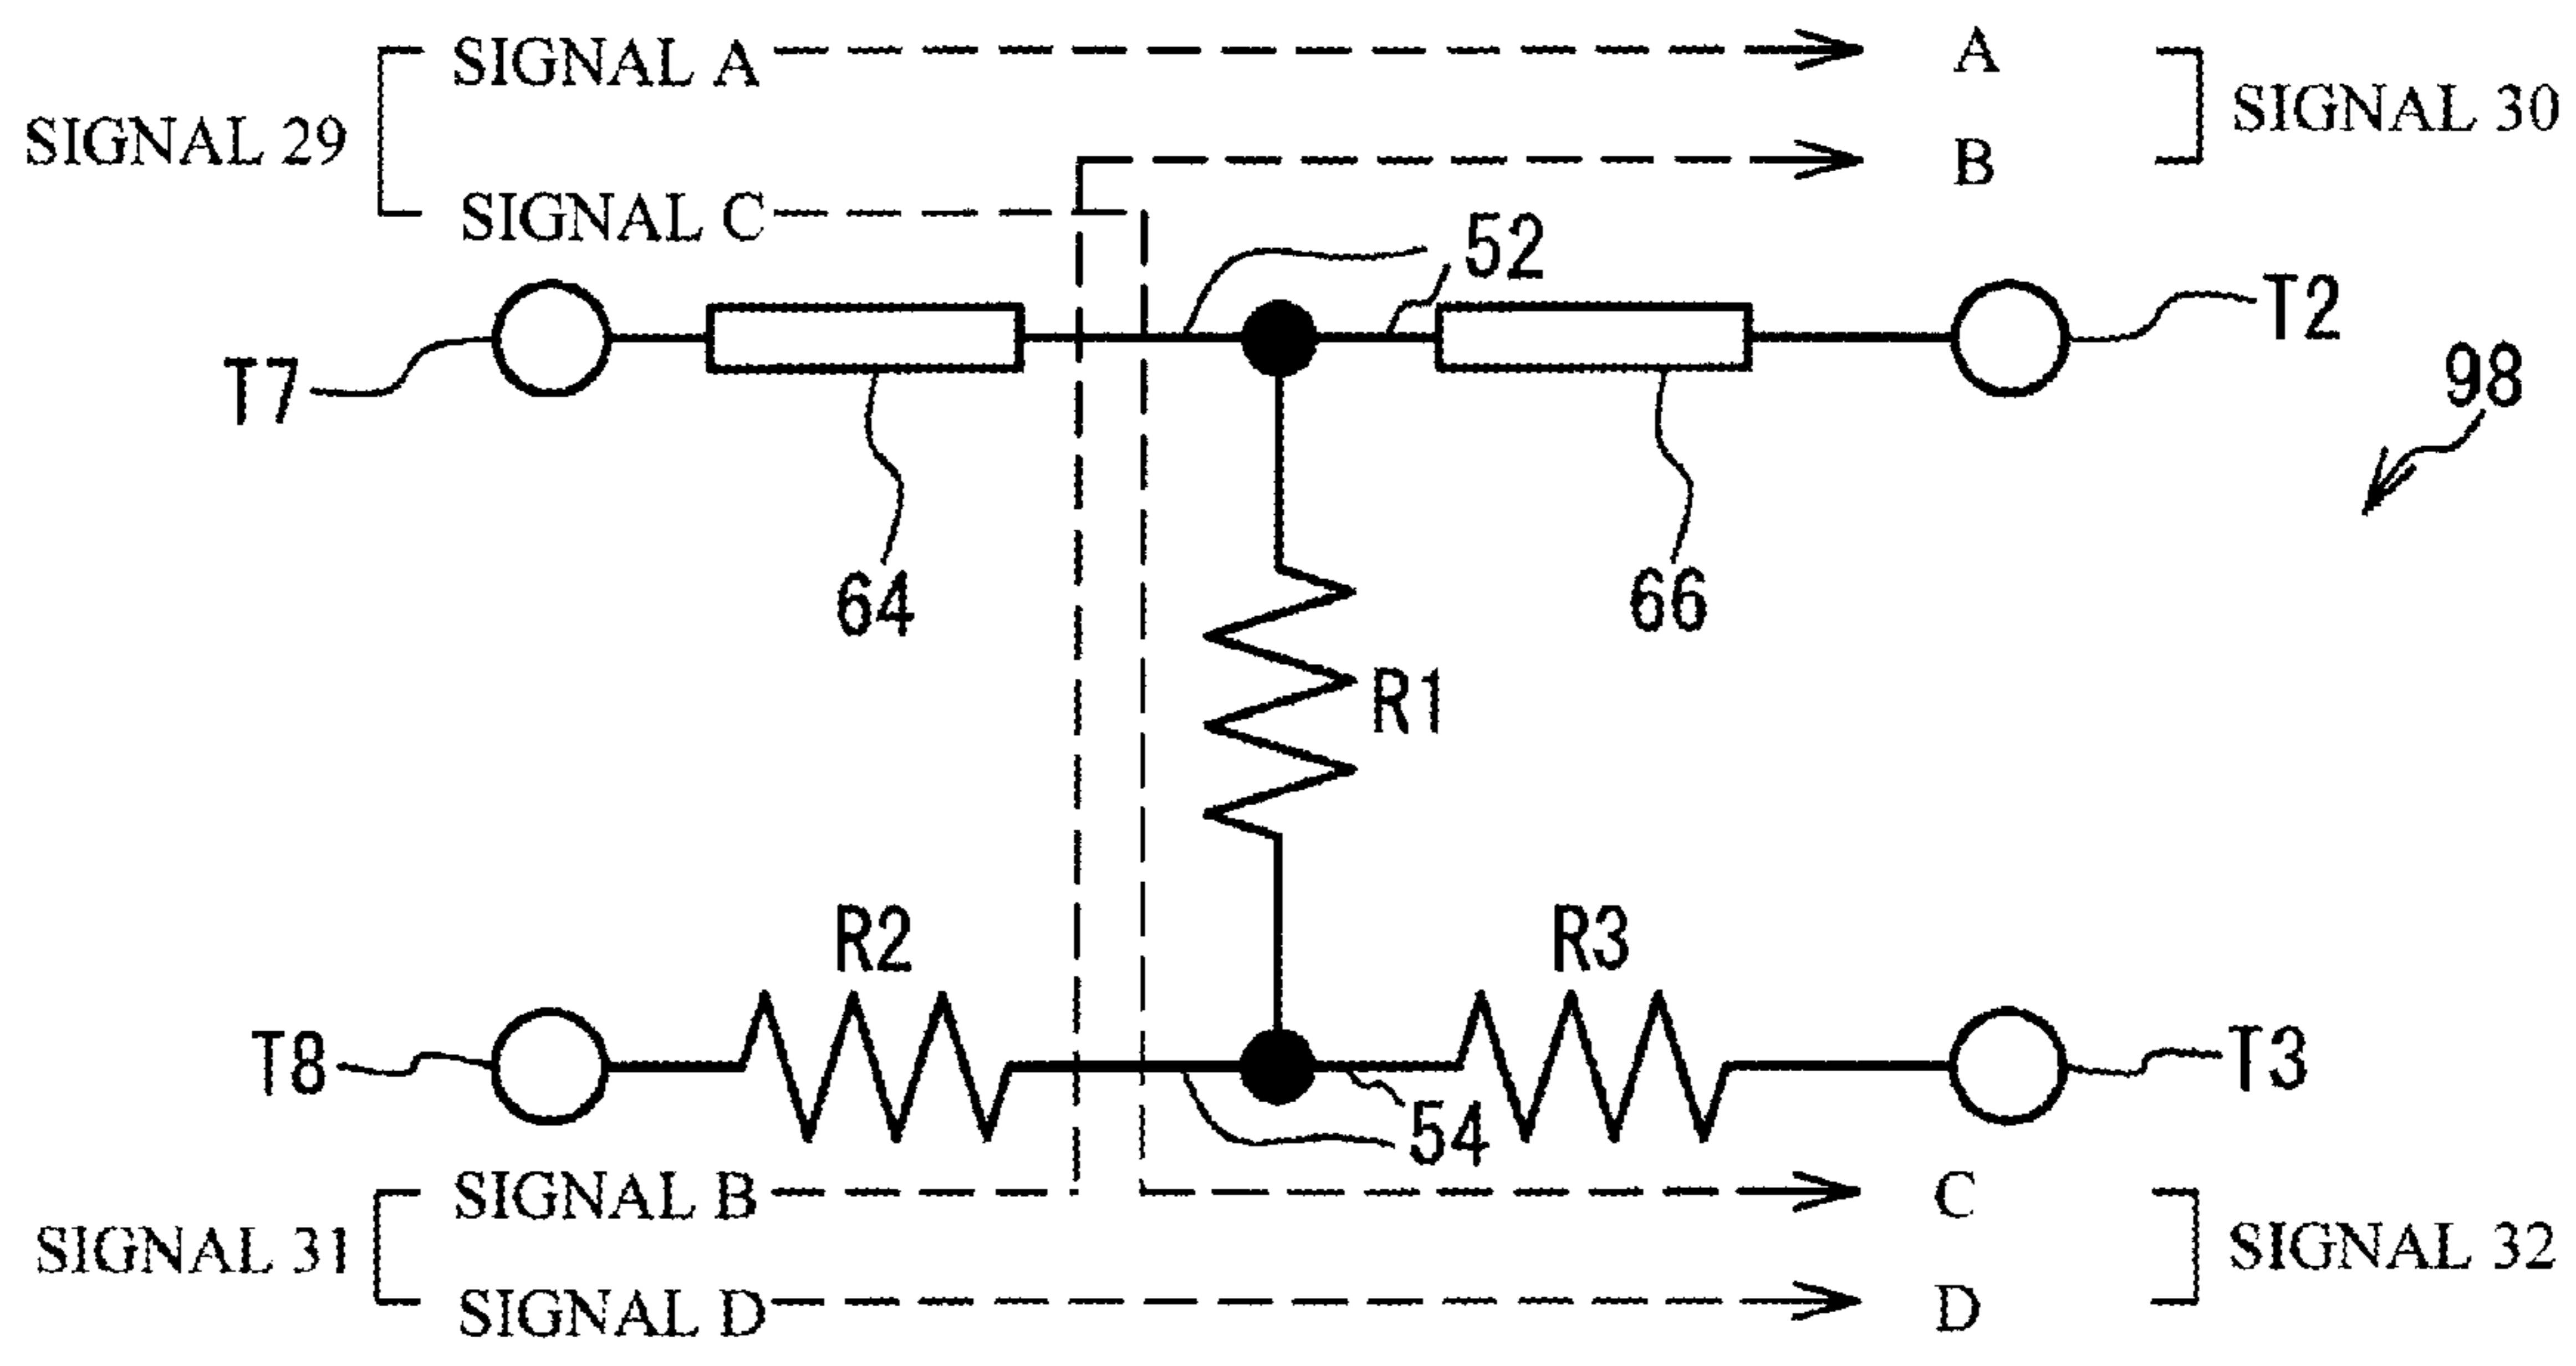 SIGNAL A
A
SIGNAL 29
SIGNAL 30
B
SIGNAL C
52
T7
T2
98
64
66
R1
R2
R3
T8
T3
54
SIGNAL B
C
SIGNAL 31
SIGNAL 32
SIGNAL D
D